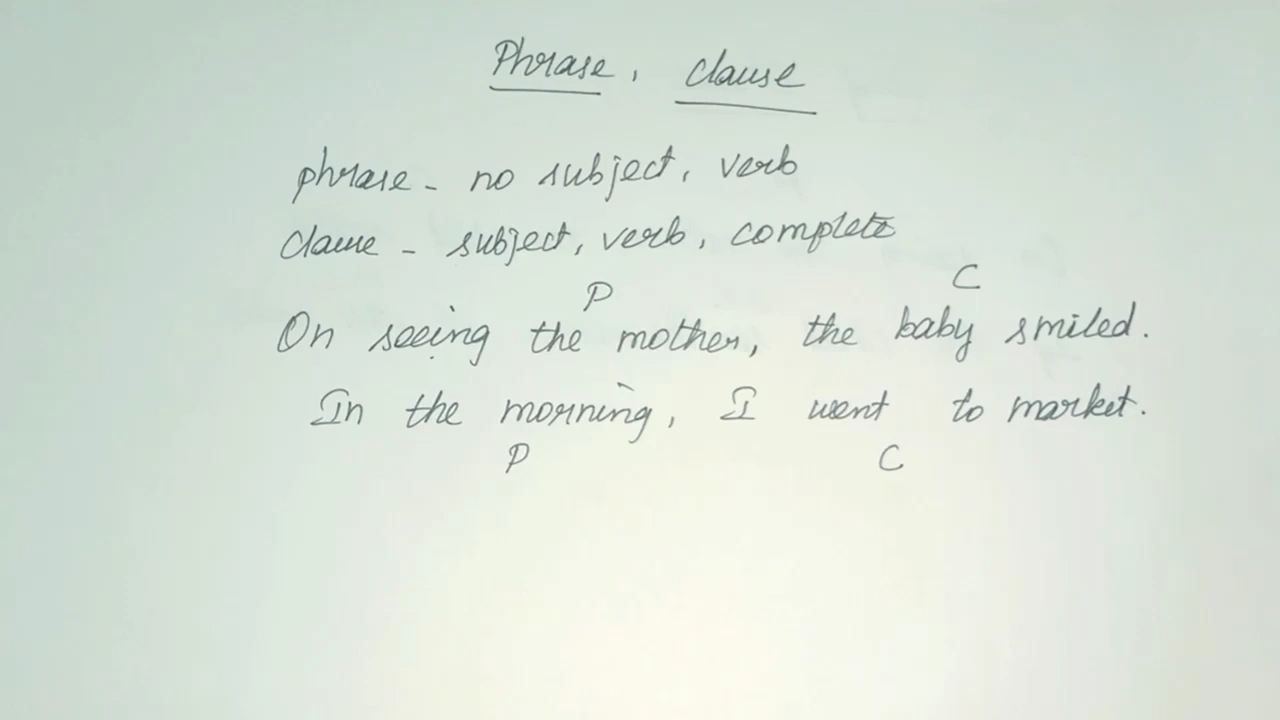 Phrase, Clause
phrase - no subject, verb
Clause - subject, verb, complete
P C
On seeing the mother, the baby smiled.
In the morning, I went to market.
P C